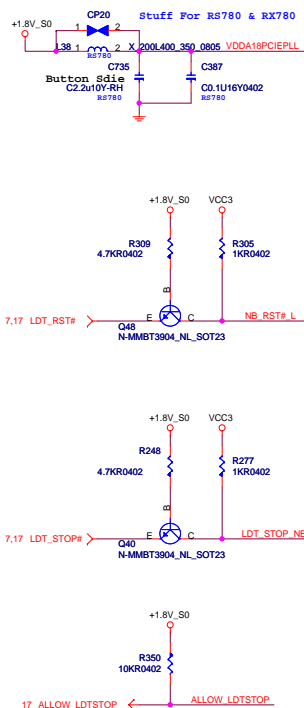 Stuff For RS780 & RX780
CP20
+1.8V_S0
1 2
L38 1 2 X_200L400_350_0805 VDDA18PCIEPLL
RS780
C735 C387
Button Sdie
C2.2u10Y-RH C0.1U16Y0402
RS780 RS780
+1.8V_S0 VCC3
R309 R305
4.7KR0402 1KR0402
B
7,17 LDT_RST# E C NB_RST#_L
Q48
N-MMBT3904_NL_SOT23
+1.8V_S0 VCC3
R248 R277
4.7KR0402 1KR0402
B
7,17 LDT_STOP# E C LDT_STOP_NB
Q40
N-MMBT3904_NL_SOT23
+1.8V_S0
R350
10KR0402
17 ALLOW_LDTSTOP ALLOW_LDTSTOP